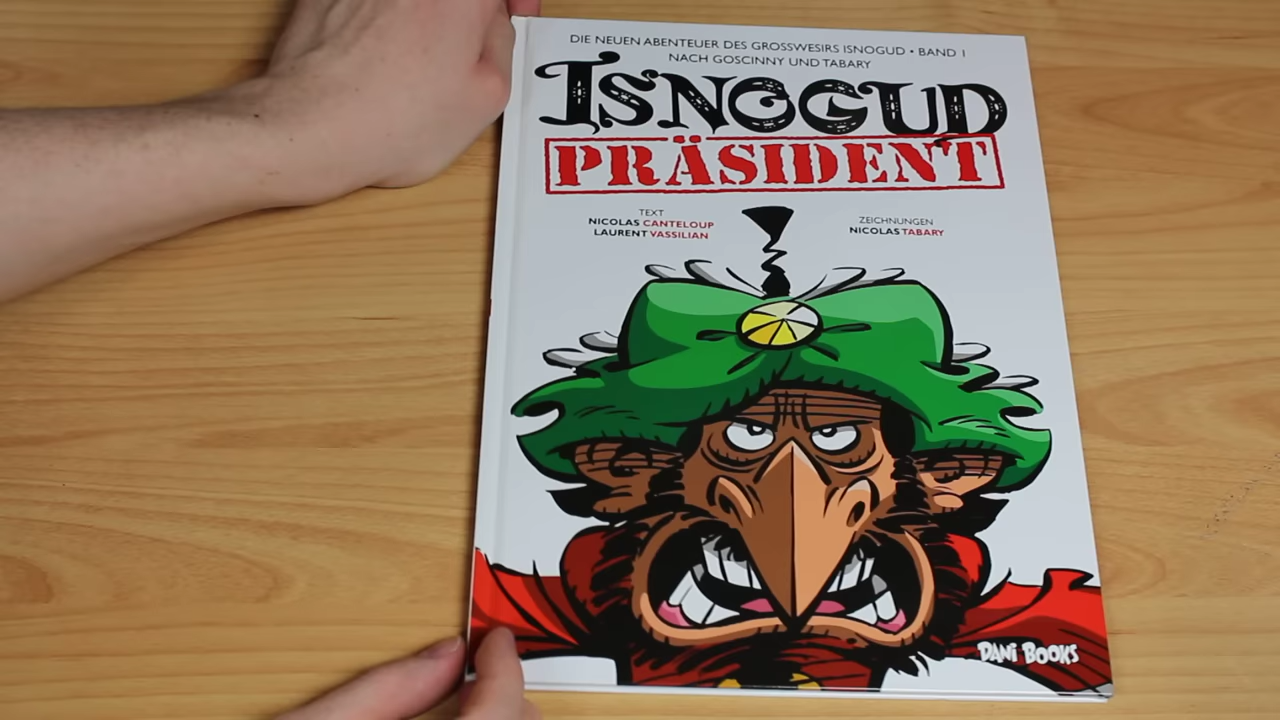 DIE NEUEN ABENTEUER DES GROSSWESIRS ISNOGUD • BAND 1
NACH GOSCINNY UND TABARY
ISNOGUD
PRÄSIDENT
TEXT
NICOLAS CANTELOUP
LAURENT VASSILIAN
ZEICHNUNGEN
NICOLAS TABARY
DANI BOOKS